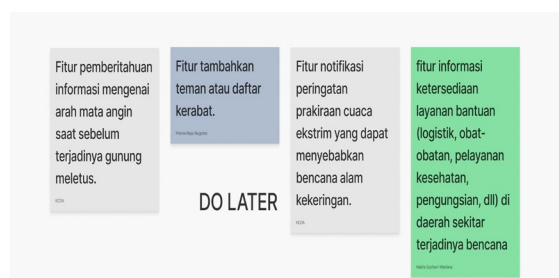 Fitur pemberitahuan
informasi mengenai
arah mata angin
saat sebelum
terjadinya gunung
meletus.
Fitur tambahkan
teman atau daftar
kerabat.
DO LATER
Fitur notifikasi
peringatan
prakiraan cuaca
ekstrim yang dapat
menyebabkan
bencana alam
kekeringan.
fitur informasi
ketersediaan
layanan bantuan
(logistik, obat-
obatan, pelayanan
kesehatan,
pengungsian, dll) di
daerah sekitar
terjadinya bencana